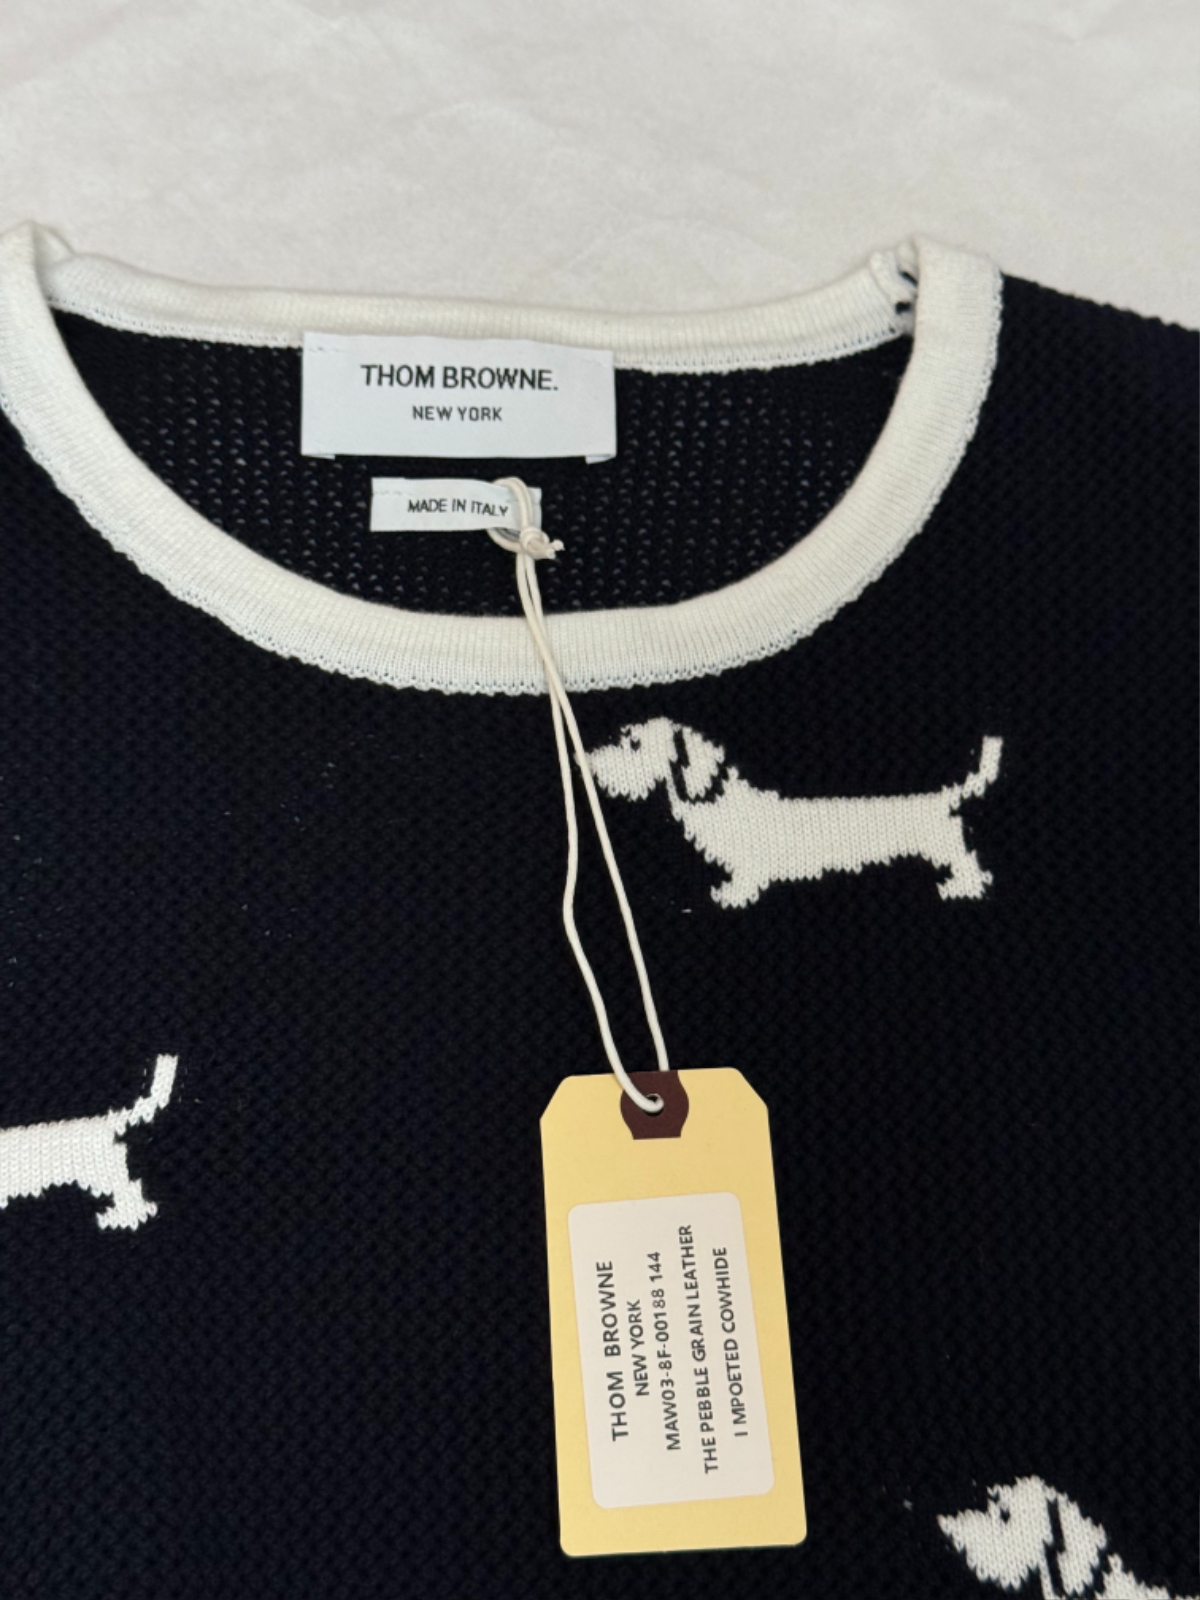 THOM BROWNE.
NEW YORK
MADE IN ITALY
THOM BROWNE
NEW YORK
MAW03-8F-00188 144
THE PEBBLE GRAIN LEATHER
I MPOETED COWHIDE